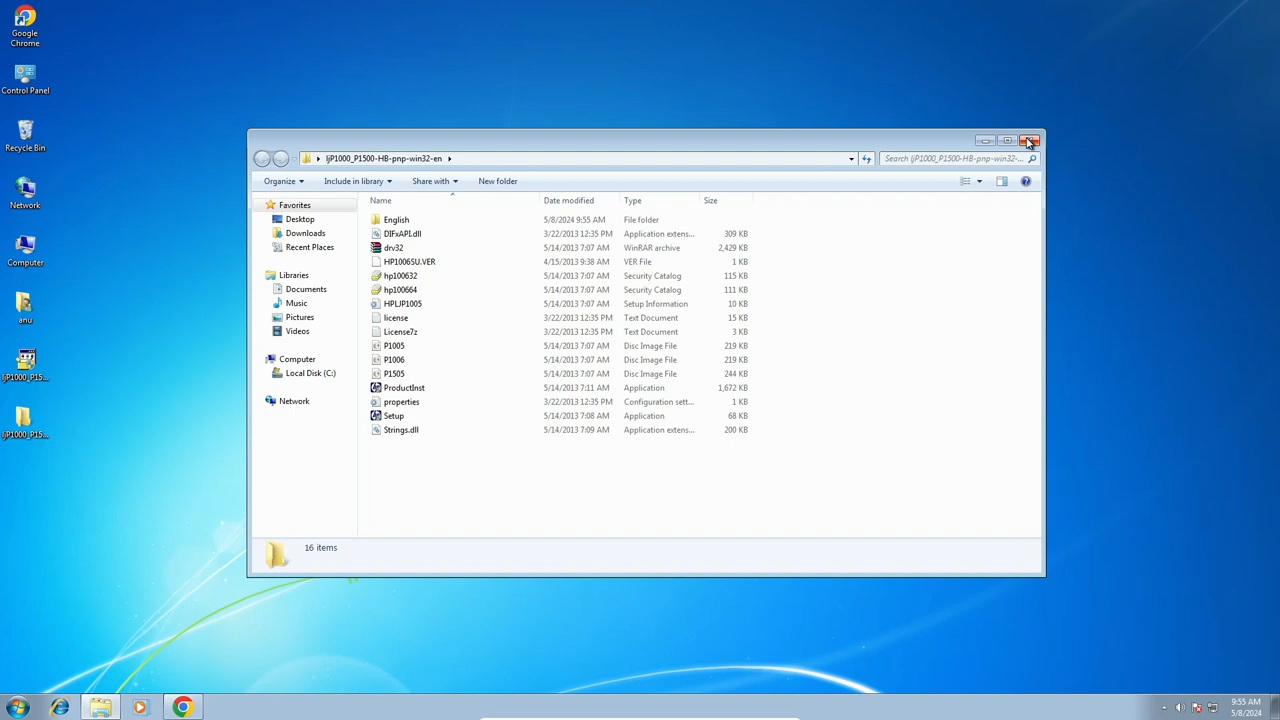 Google
Chrome
Control Panel
Recycle Bin
Network
Computer
anu
ljP1000_P15...
ljP1000_P15...
ljP1000_P1500-HB-pnp-win32-en
Search ljP1000_P1500-HB-pnp-win32-...
Organize Include in library Share with New folder
Favorites
Desktop
Downloads
Recent Places
Libraries
Documents
Music
Pictures
Videos
Computer
Local Disk (C:)
Network
Name Date modified Type Size
English 5/8/2024 9:55 AM File folder
DIFxAPI.dll 3/22/2013 12:35 PM Application extens... 309 KB
drv32 5/14/2013 7:07 AM WinRAR archive 2,429 KB
HP1006SU.VER 4/15/2013 9:38 AM VER File 1 KB
hp100632 5/14/2013 7:07 AM Security Catalog 115 KB
hp100664 5/14/2013 7:07 AM Security Catalog 111 KB
HPLJP1005 5/14/2013 7:07 AM Setup Information 10 KB
license 3/22/2013 12:35 PM Text Document 15 KB
License7z 3/22/2013 12:35 PM Text Document 3 KB
P1005 5/14/2013 7:07 AM Disc Image File 219 KB
P1006 5/14/2013 7:07 AM Disc Image File 219 KB
P1505 5/14/2013 7:07 AM Disc Image File 244 KB
ProductInst 5/14/2013 7:11 AM Application 1,672 KB
properties 3/22/2013 12:35 PM Configuration sett... 1 KB
Setup 5/14/2013 7:08 AM Application 68 KB
Strings.dll 5/14/2013 7:09 AM Application extens... 200 KB
16 items
9:55 AM
5/8/2024